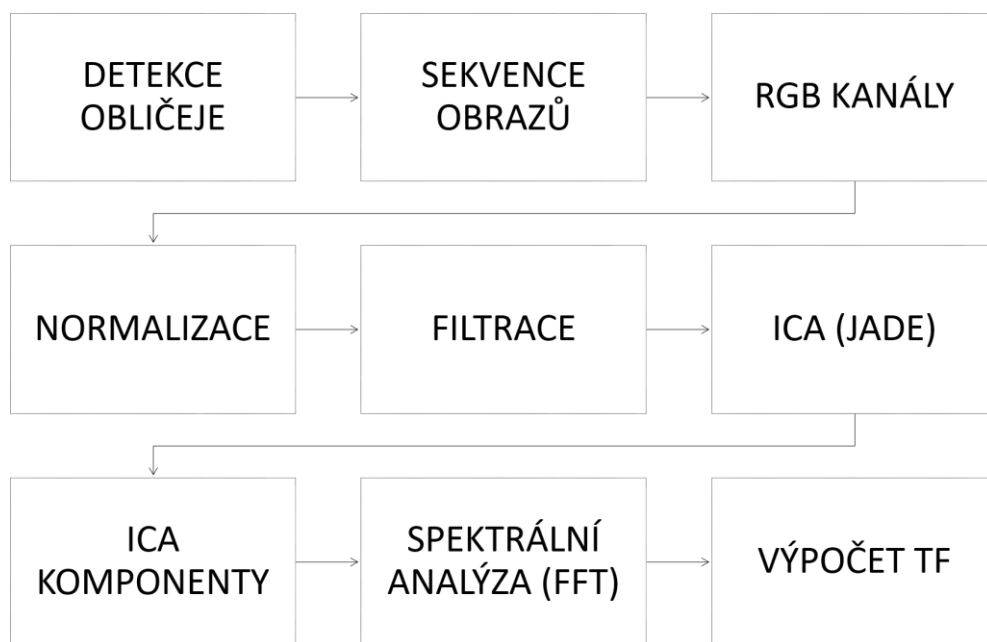 DETEKCE
OBLIČEJE
SEKVENCE
OBRAZŮ
RGB KANÁLY
NORMALIZACE
FILTRACE
ICA (JADE)
ICA
KOMPONENTY
SPEKTRÁLNÍ
ANALÝZA (FFT)
VÝPOČET TF